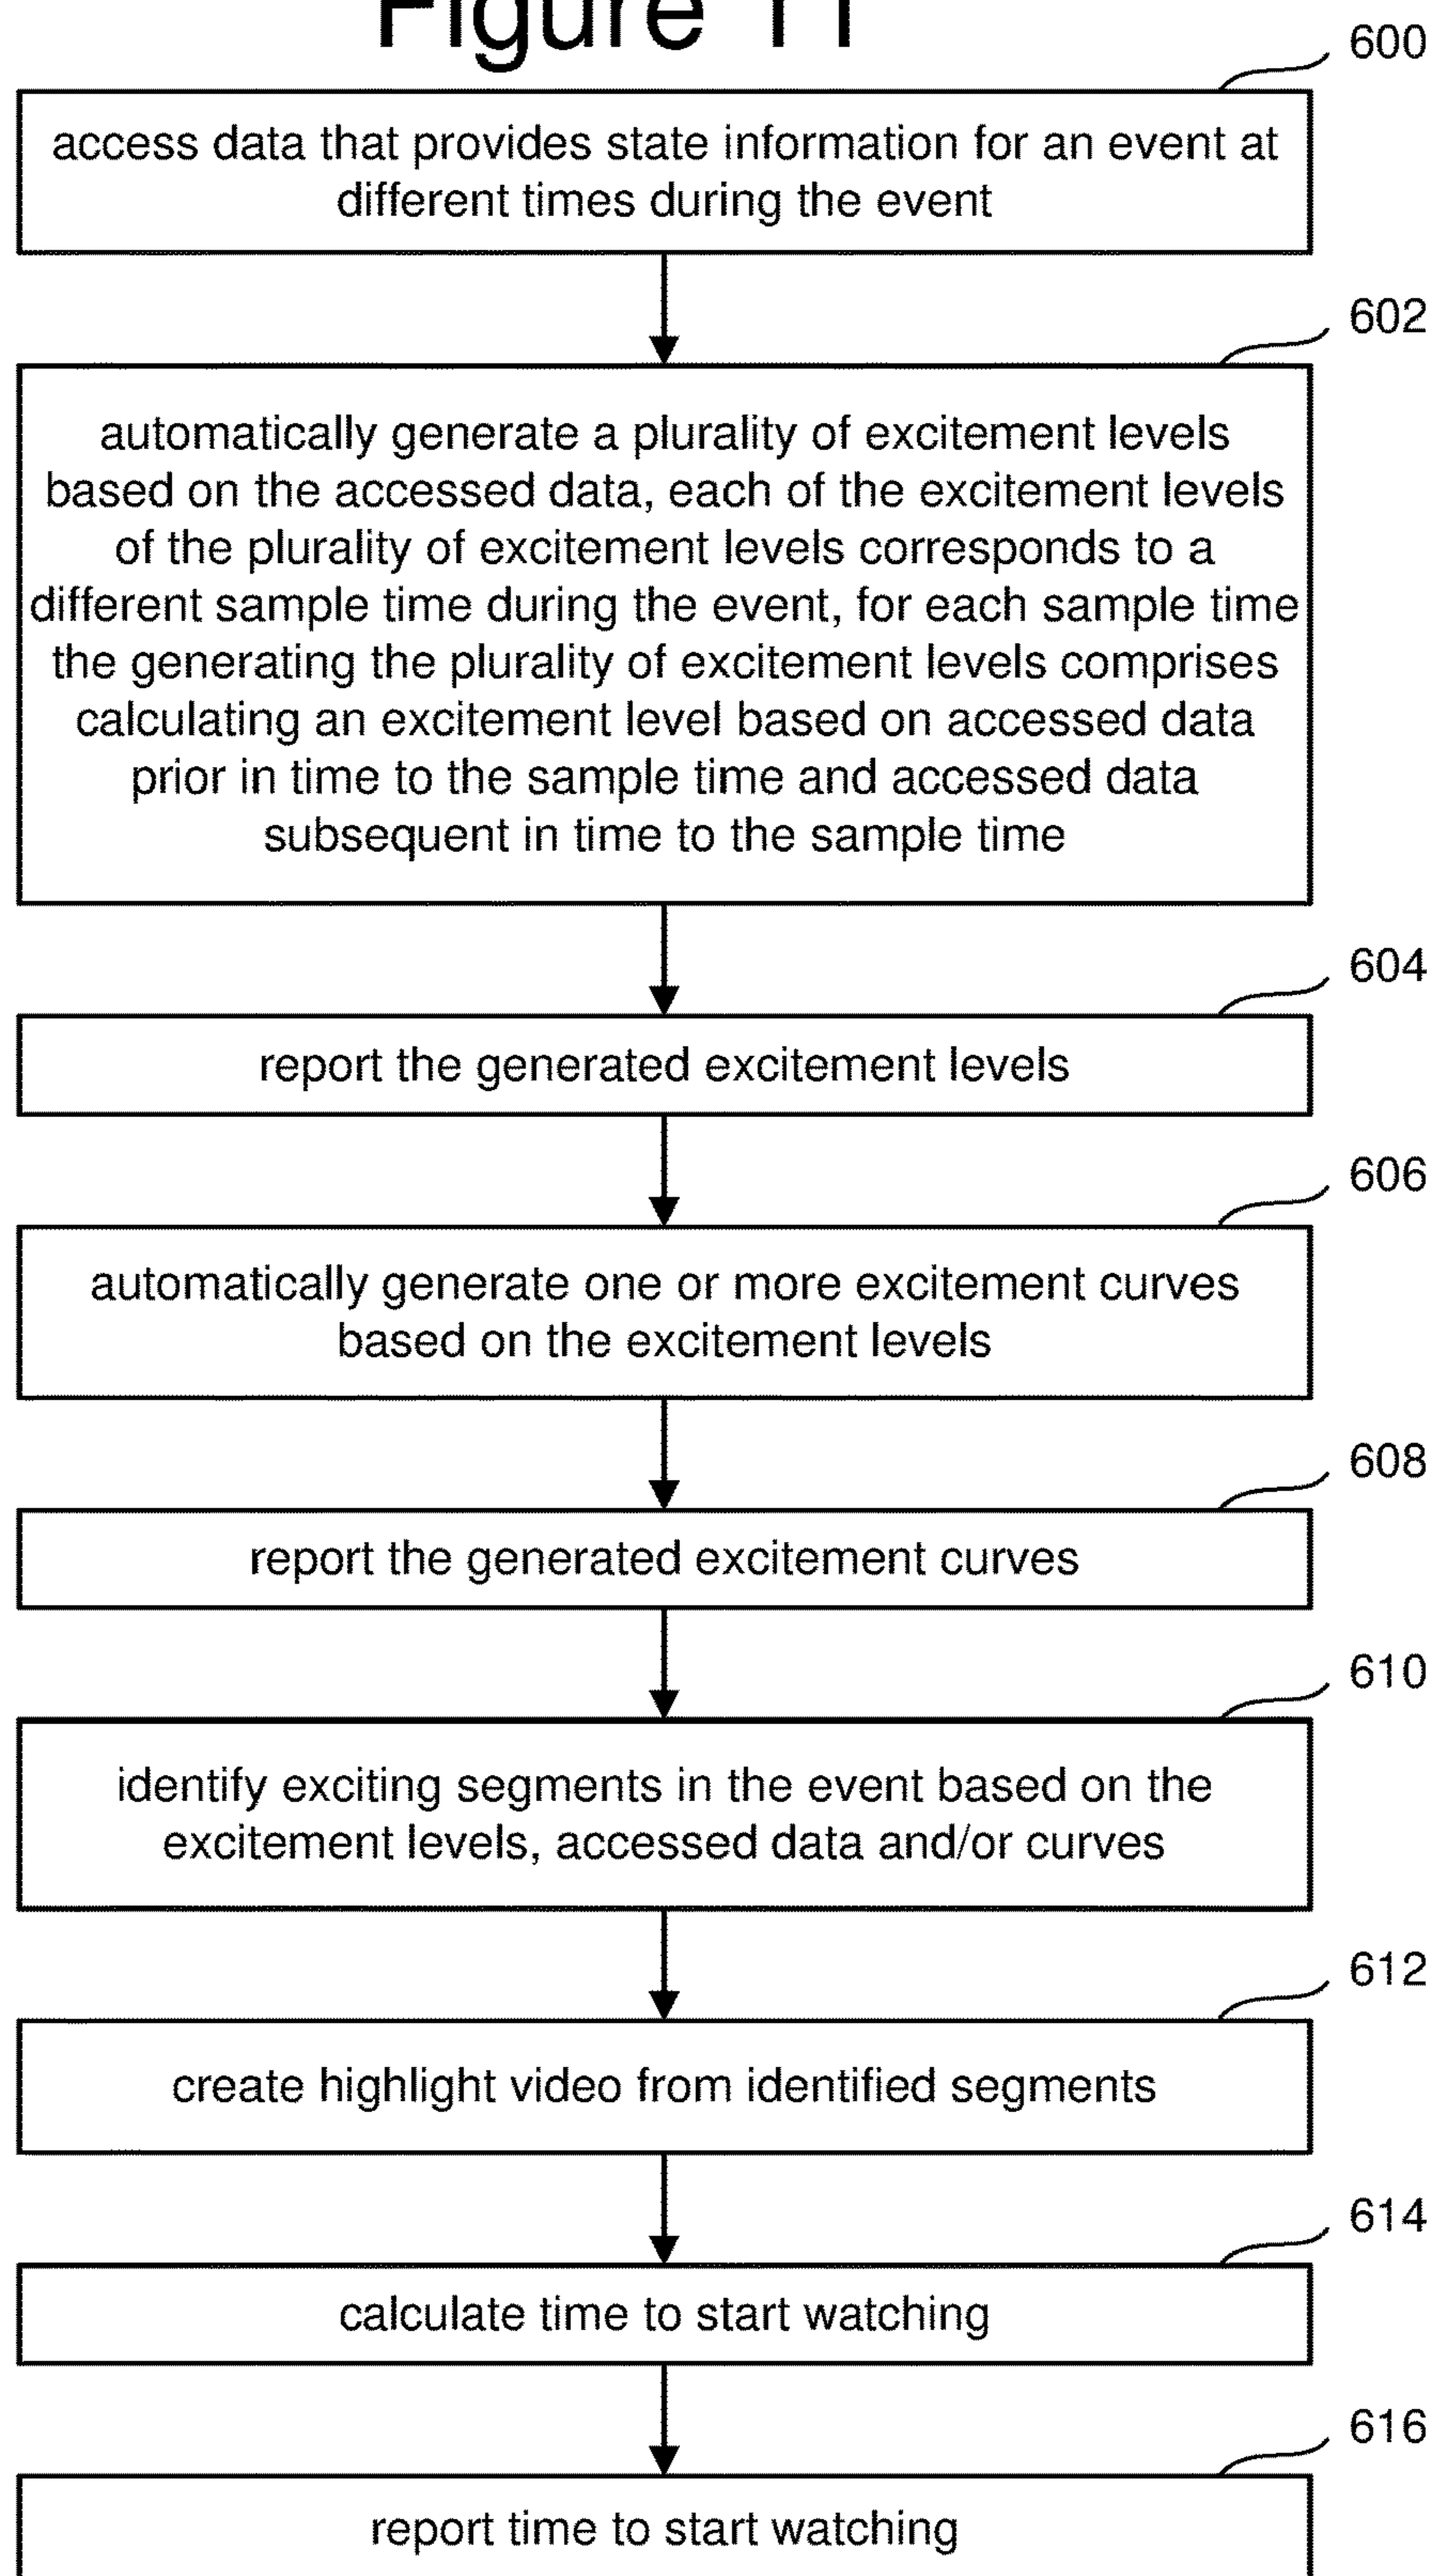 Figure 11
600
access data that provides state information for an event at
different times during the event
602
automatically generate a plurality of excitement levels
based on the accessed data, each of the excitement levels
of the plurality of excitement levels corresponds to a
different sample time during the event, for each sample time
the generating the plurality of excitement levels comprises
calculating an excitement level based on accessed data
prior in time to the sample time and accessed data
subsequent in time to the sample time
604
report the generated excitement levels
606
automatically generate one or more excitement curves
based on the excitement levels
608
report the generated excitement curves
610
identify exciting segments in the event based on the
excitement levels, accessed data and/or curves
612
create highlight video from identified segments
614
calculate time to start watching
616
report time to start watching